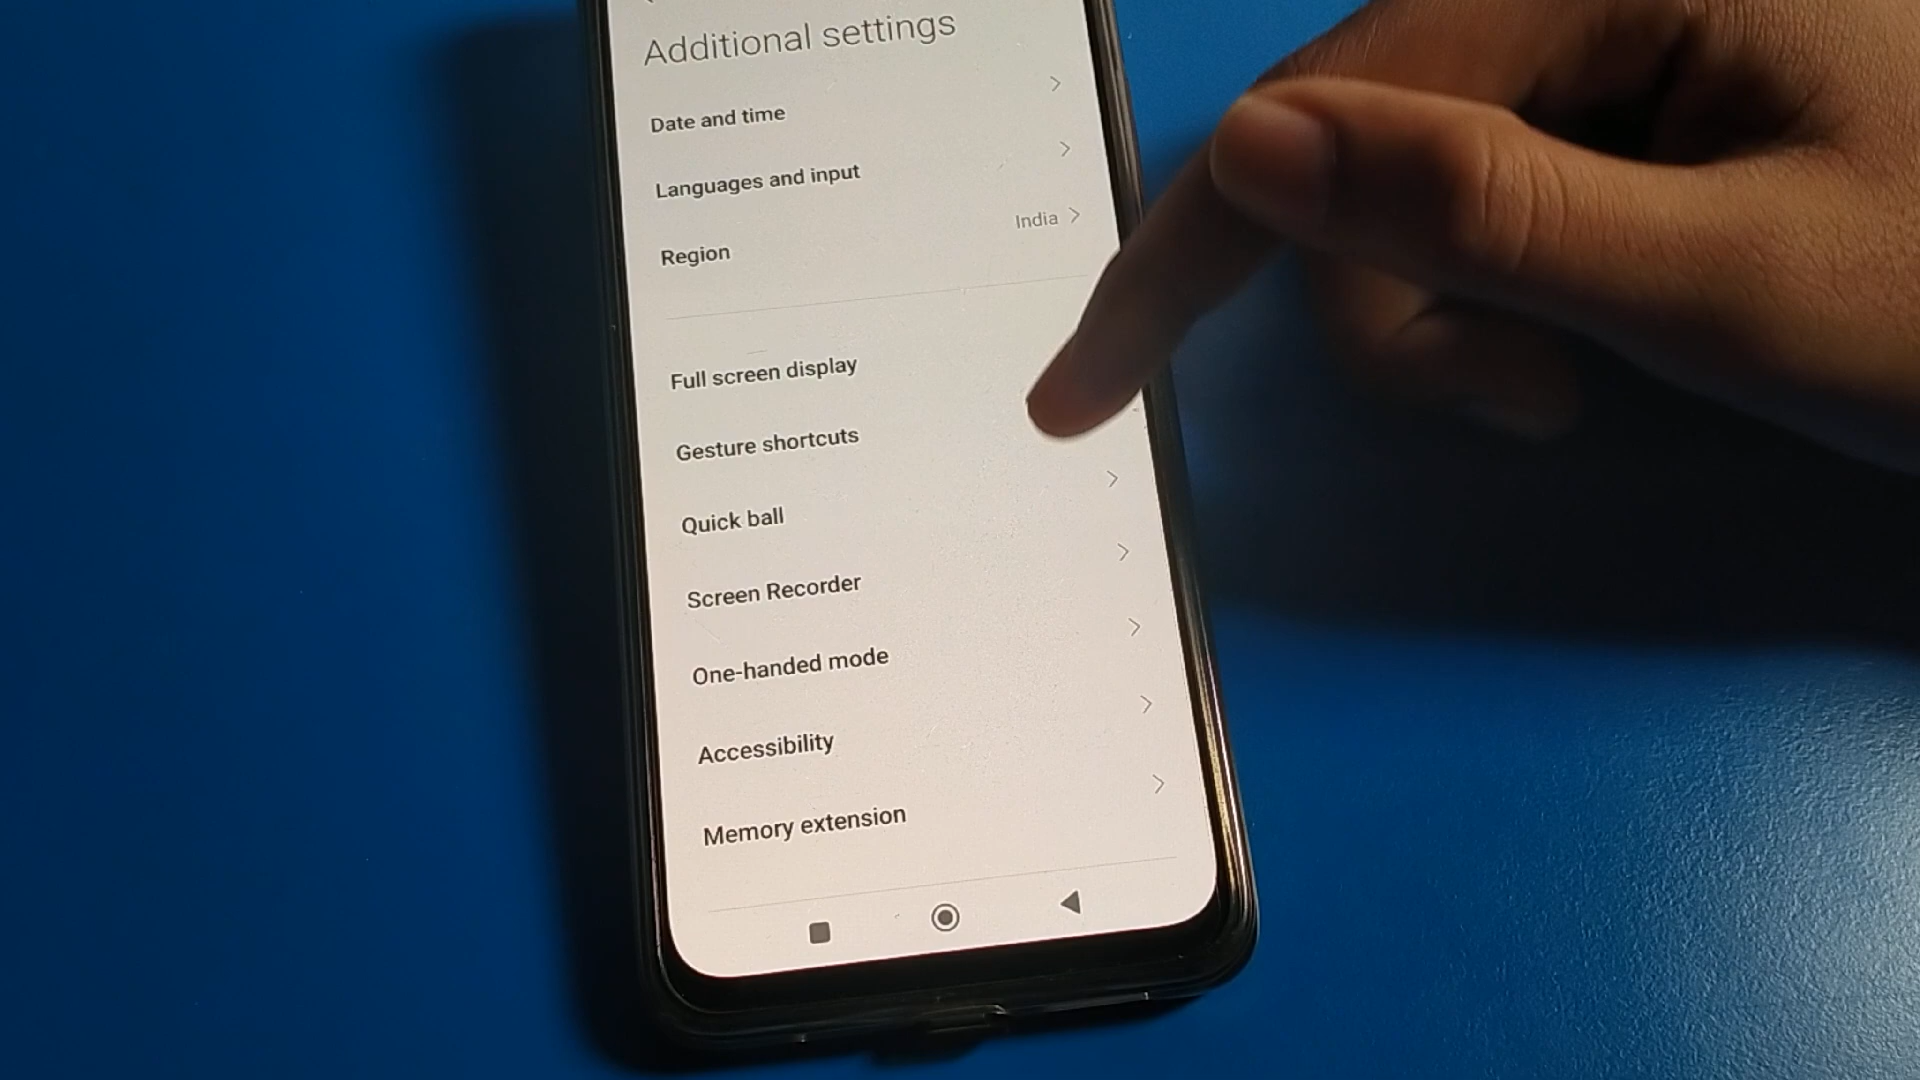 Additional settings
Date and time
Languages and input
Region
India
Full screen display
Gesture shortcuts
Quick ball
Screen Recorder
One-handed mode
Accessibility
Memory extension